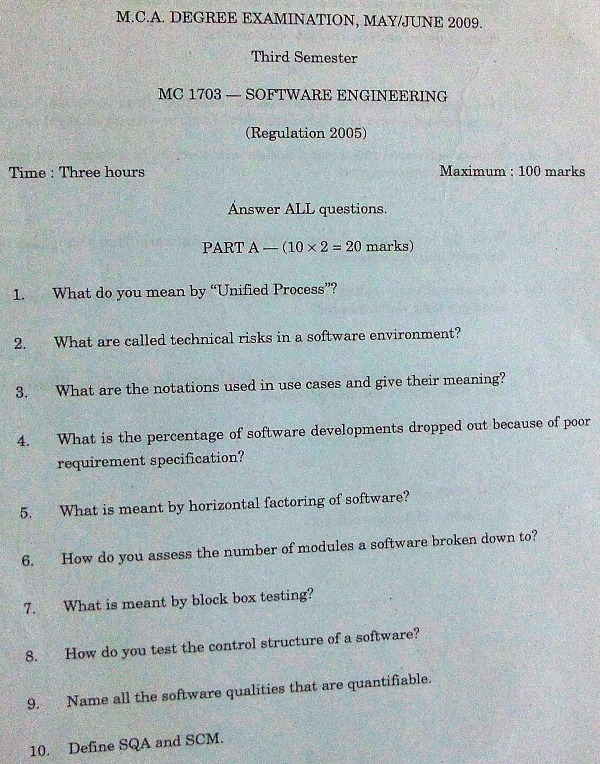 M.C.A. DEGREE EXAMINATION, MAY/JUNE 2009.
Third Semester
MC 1703 — SOFTWARE ENGINEERING
(Regulation 2005)
Time : Three hours Maximum : 100 marks
Answer ALL questions.
PART A — (10 × 2 = 20 marks)
1. What do you mean by “Unified Process”?
2. What are called technical risks in a software environment?
3. What are the notations used in use cases and give their meaning?
4. What is the percentage of software developments dropped out because of poor
requirement specification?
5. What is meant by horizontal factoring of software?
6. How do you assess the number of modules a software broken down to?
7. What is meant by block box testing?
8. How do you test the control structure of a software?
9. Name all the software qualities that are quantifiable.
10. Define SQA and SCM.